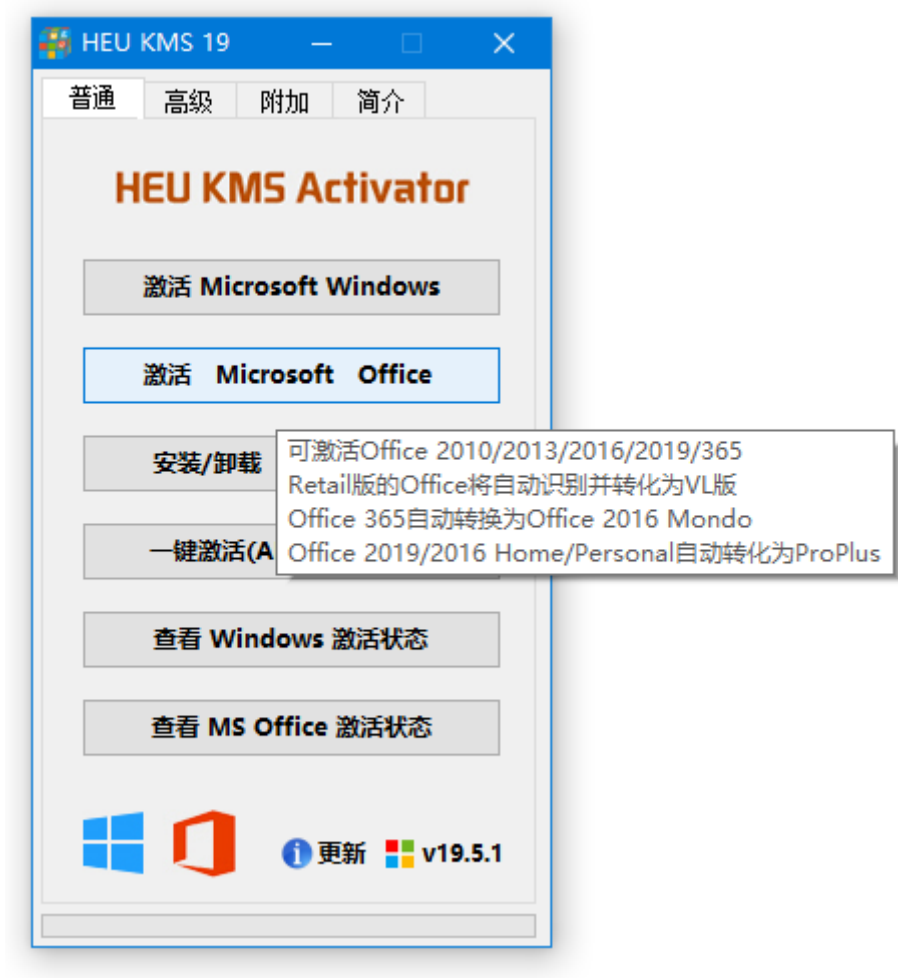 HEU KMS 19
普通 高级 附加 简介
HEU KMS Activator
激活 Microsoft Windows
激活 Microsoft Office
安装/卸载
可激活Office 2010/2013/2016/2019/365
Retail版的Office将自动识别并转化为VL版
Office 365自动转换为Office 2016 Mondo
Office 2019/2016 Home/Personal自动转化为ProPlus
一键激活(A
查看 Windows 激活状态
查看 MS Office 激活状态
更新 v19.5.1